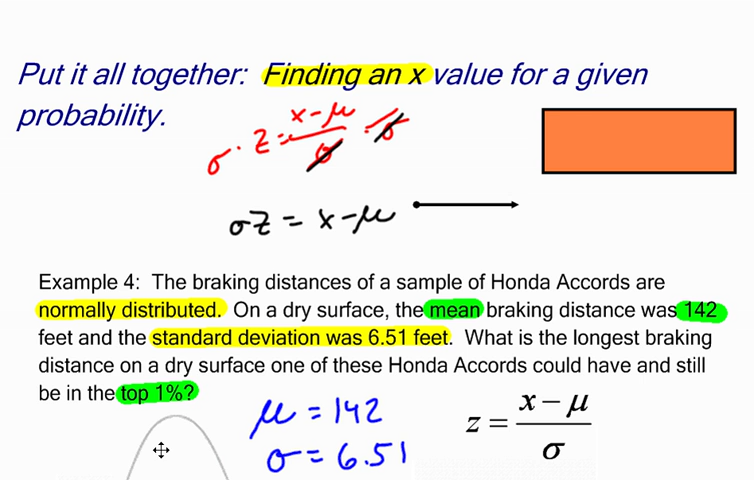 Put it all together: Finding an x value for a given
probability.
σ · z = x-μ/σ · σ
σz = x-μ
Example 4: The braking distances of a sample of Honda Accords are
normally distributed. On a dry surface, the mean braking distance was 142
feet and the standard deviation was 6.51 feet. What is the longest braking
distance on a dry surface one of these Honda Accords could have and still
be in the top 1%?
μ = 142
σ = 6.51
z = x − μ/σ